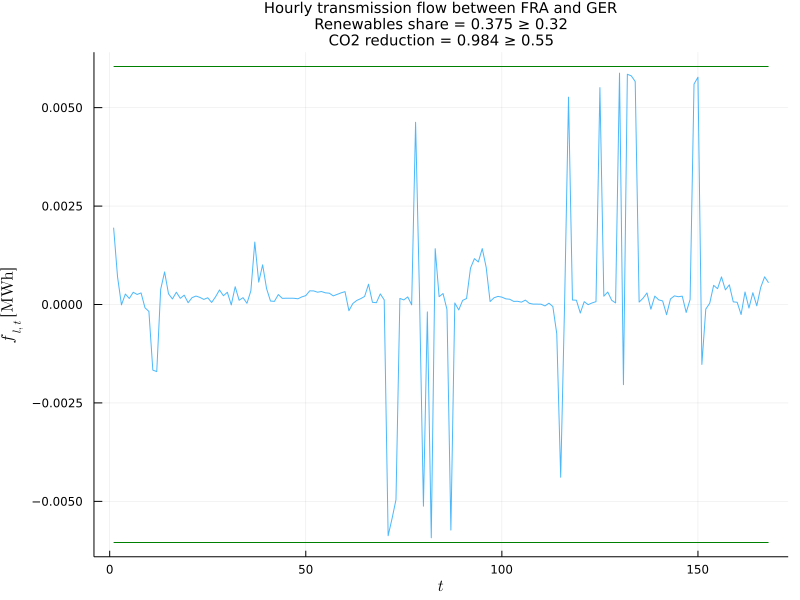 Hourly transmission flow between FRA and GER
Renewables share = 0.375 ≥ 0.32
CO2 reduction = 0.984 ≥ 0.55
f_{l,t} [MWh]
0.0050
0.0025
0.0000
−0.0025
−0.0050
0 50 100 150
t